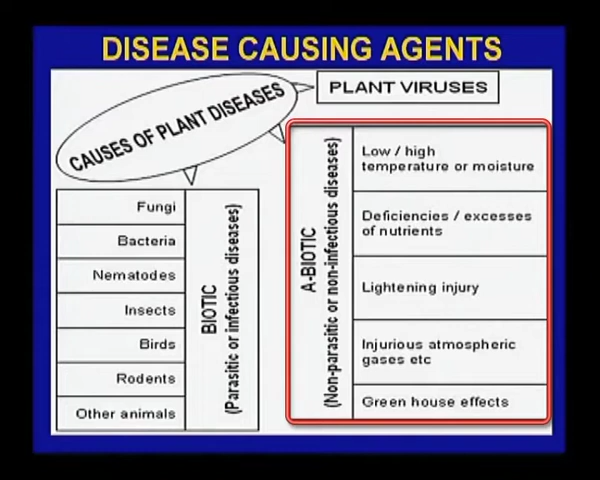 DISEASE CAUSING AGENTS
CAUSES OF PLANT DISEASES
PLANT VIRUSES
Fungi
Bacteria
Nematodes
Insects
Birds
Rodents
Other animals
BIOTIC
(Parasitic or infectious diseases)
A-BIOTIC
(Non-parasitic or non-infectious diseases)
Low / high
temperature or moisture
Deficiencies / excesses
of nutrients
Lightening injury
Injurious atmospheric
gases etc
Green house effects